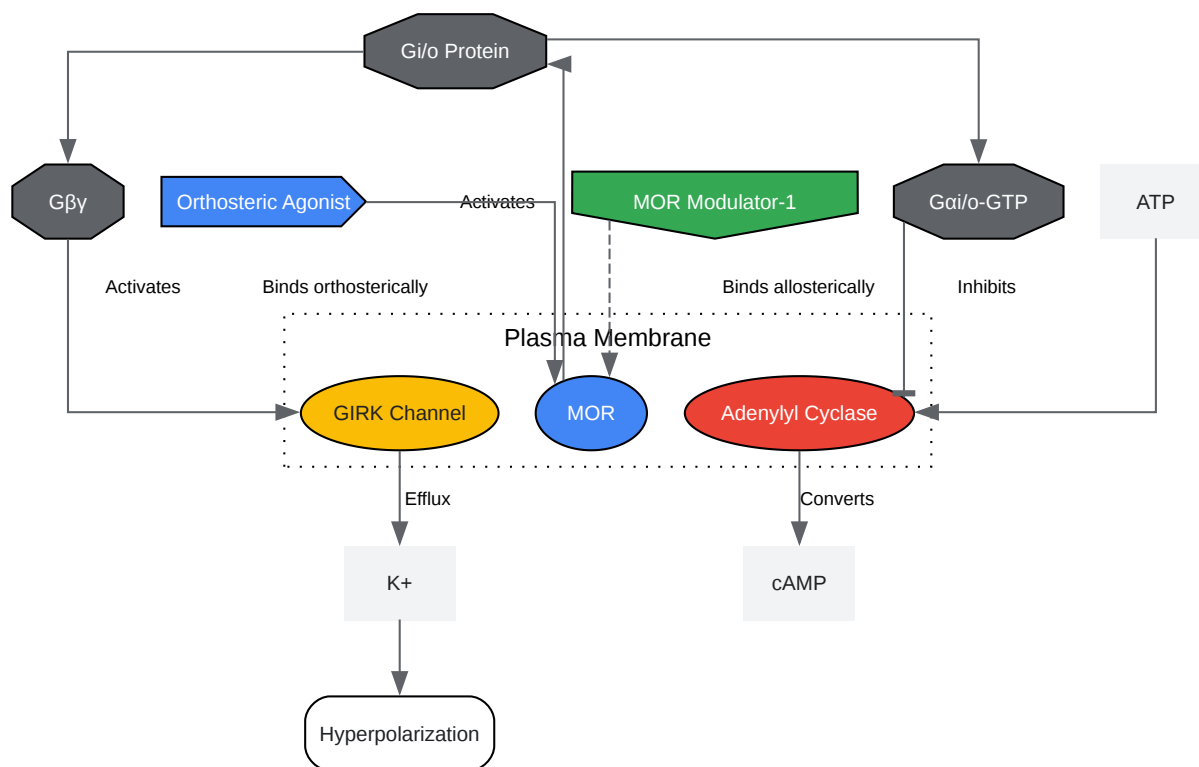 Gi/o Protein
Gβγ
Orthosteric Agonist
Activates
MOR Modulator-1
Gαi/o-GTP
ATP
Activates
Binds orthosterically
Binds allosterically
Inhibits
Plasma Membrane
GIRK Channel
MOR
Adenylyl Cyclase
Efflux
Converts
K+
cAMP
Hyperpolarization